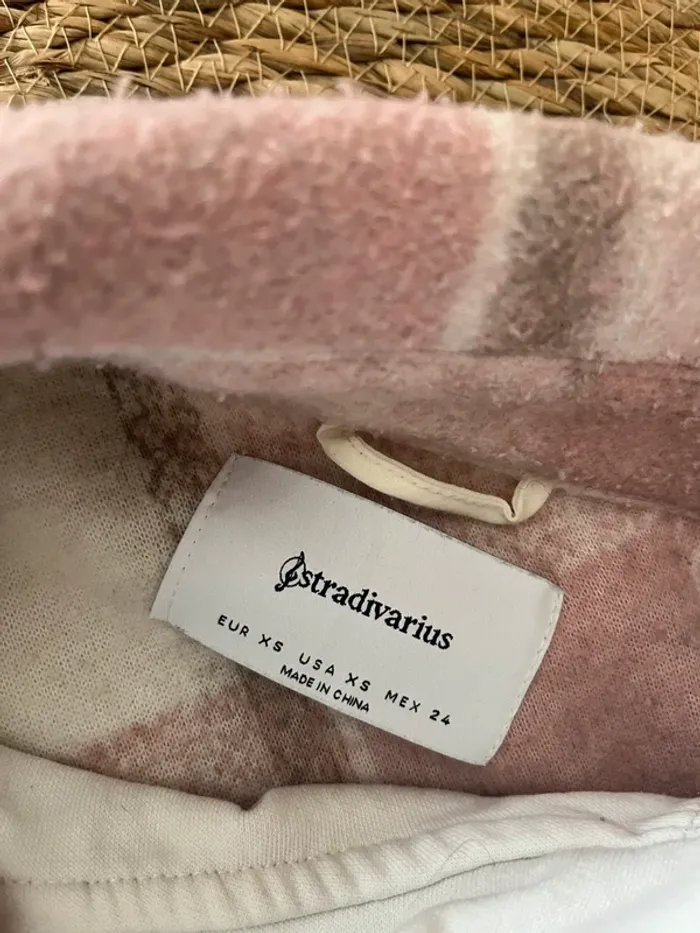 stradivarius
EUR XS USA XS MEX 24
MADE IN CHINA